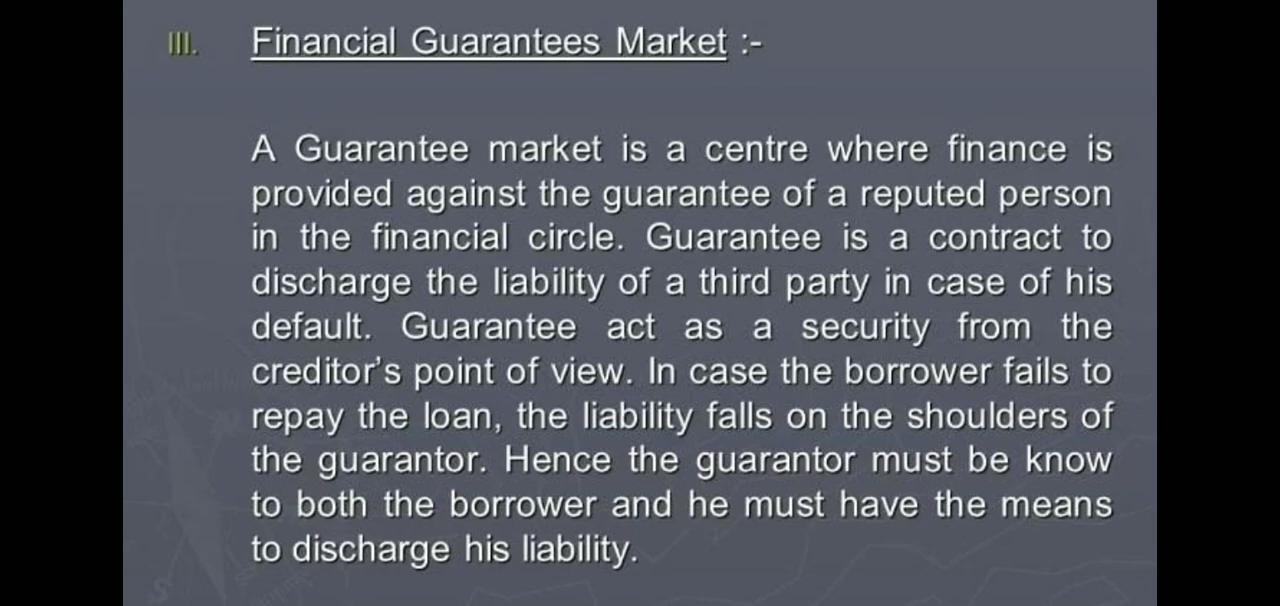 III. Financial Guarantees Market :-
A Guarantee market is a centre where finance is
provided against the guarantee of a reputed person
in the financial circle. Guarantee is a contract to
discharge the liability of a third party in case of his
default. Guarantee act as a security from the
creditor’s point of view. In case the borrower fails to
repay the loan, the liability falls on the shoulders of
the guarantor. Hence the guarantor must be know
to both the borrower and he must have the means
to discharge his liability.